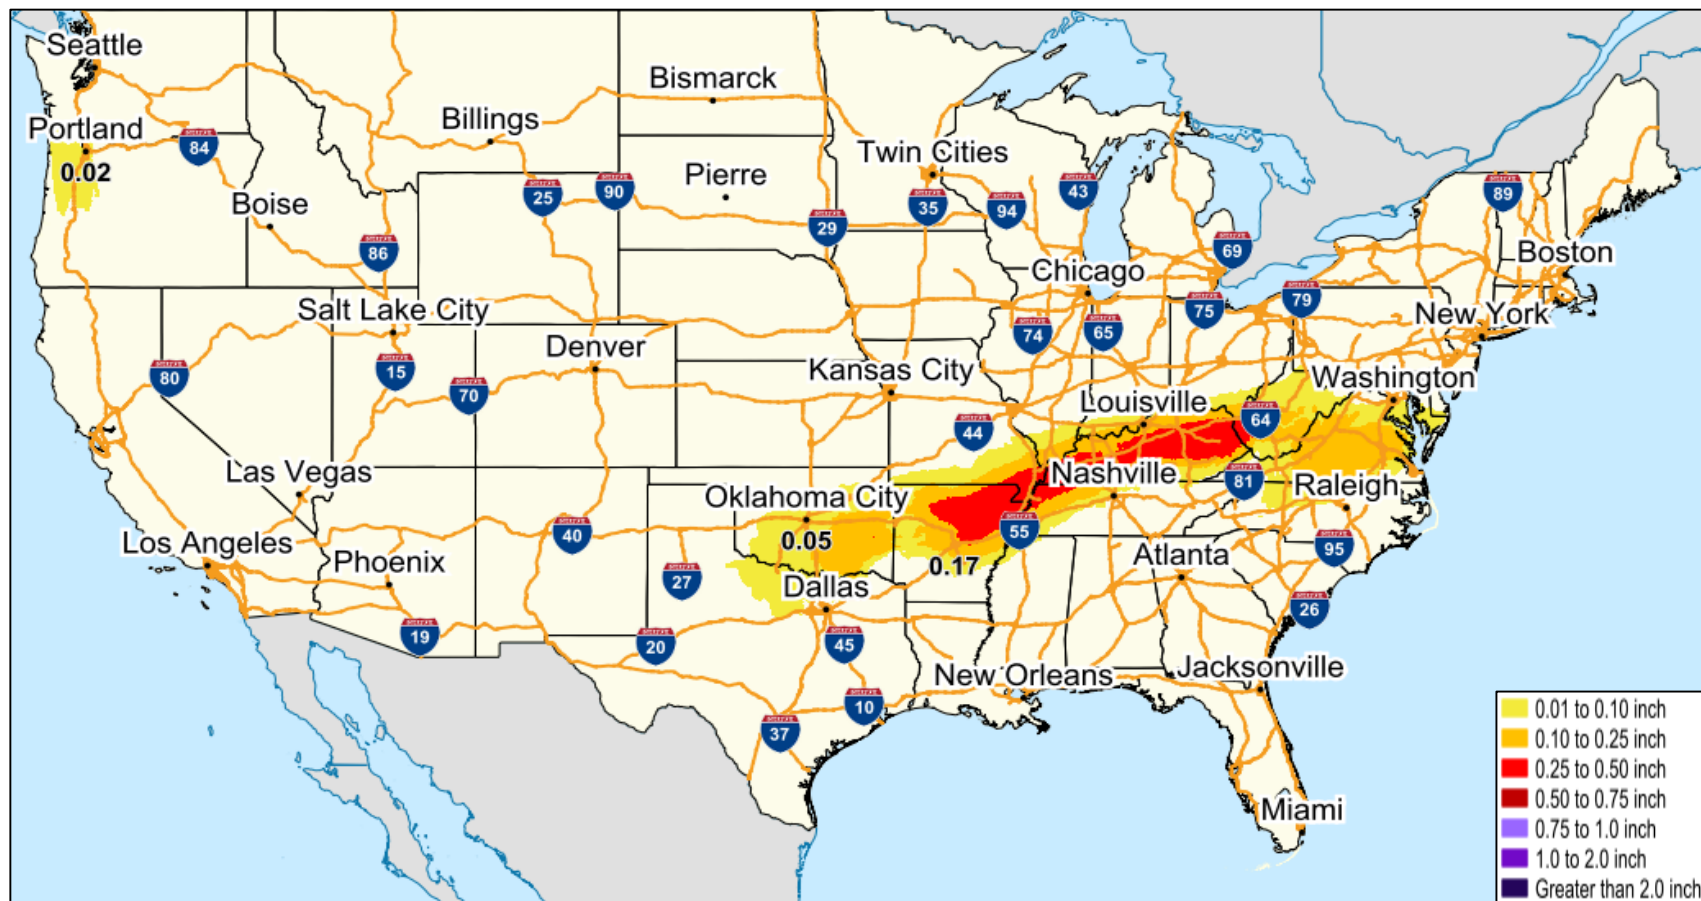 Seattle
Bismarck
Billings
Portland
84
Twin Cities
0.02
Pierre
25
90
43
89
35
94
Boise
29
86
69
Boston
Chicago
Salt Lake City
79
75
New York
74
65
Denver
80
15
Kansas City
Washington
70
Louisville
64
44
Las Vegas
Nashville
81
Raleigh
Oklahoma City
40
0.05
55
Los Angeles
95
Phoenix
Atlanta
0.17
27
Dallas
26
19
20
45
Jacksonville
New Orleans
10
37
Miami
0.01 to 0.10 inch
0.10 to 0.25 inch
0.25 to 0.50 inch
0.50 to 0.75 inch
0.75 to 1.0 inch
1.0 to 2.0 inch
Greater than 2.0 inch